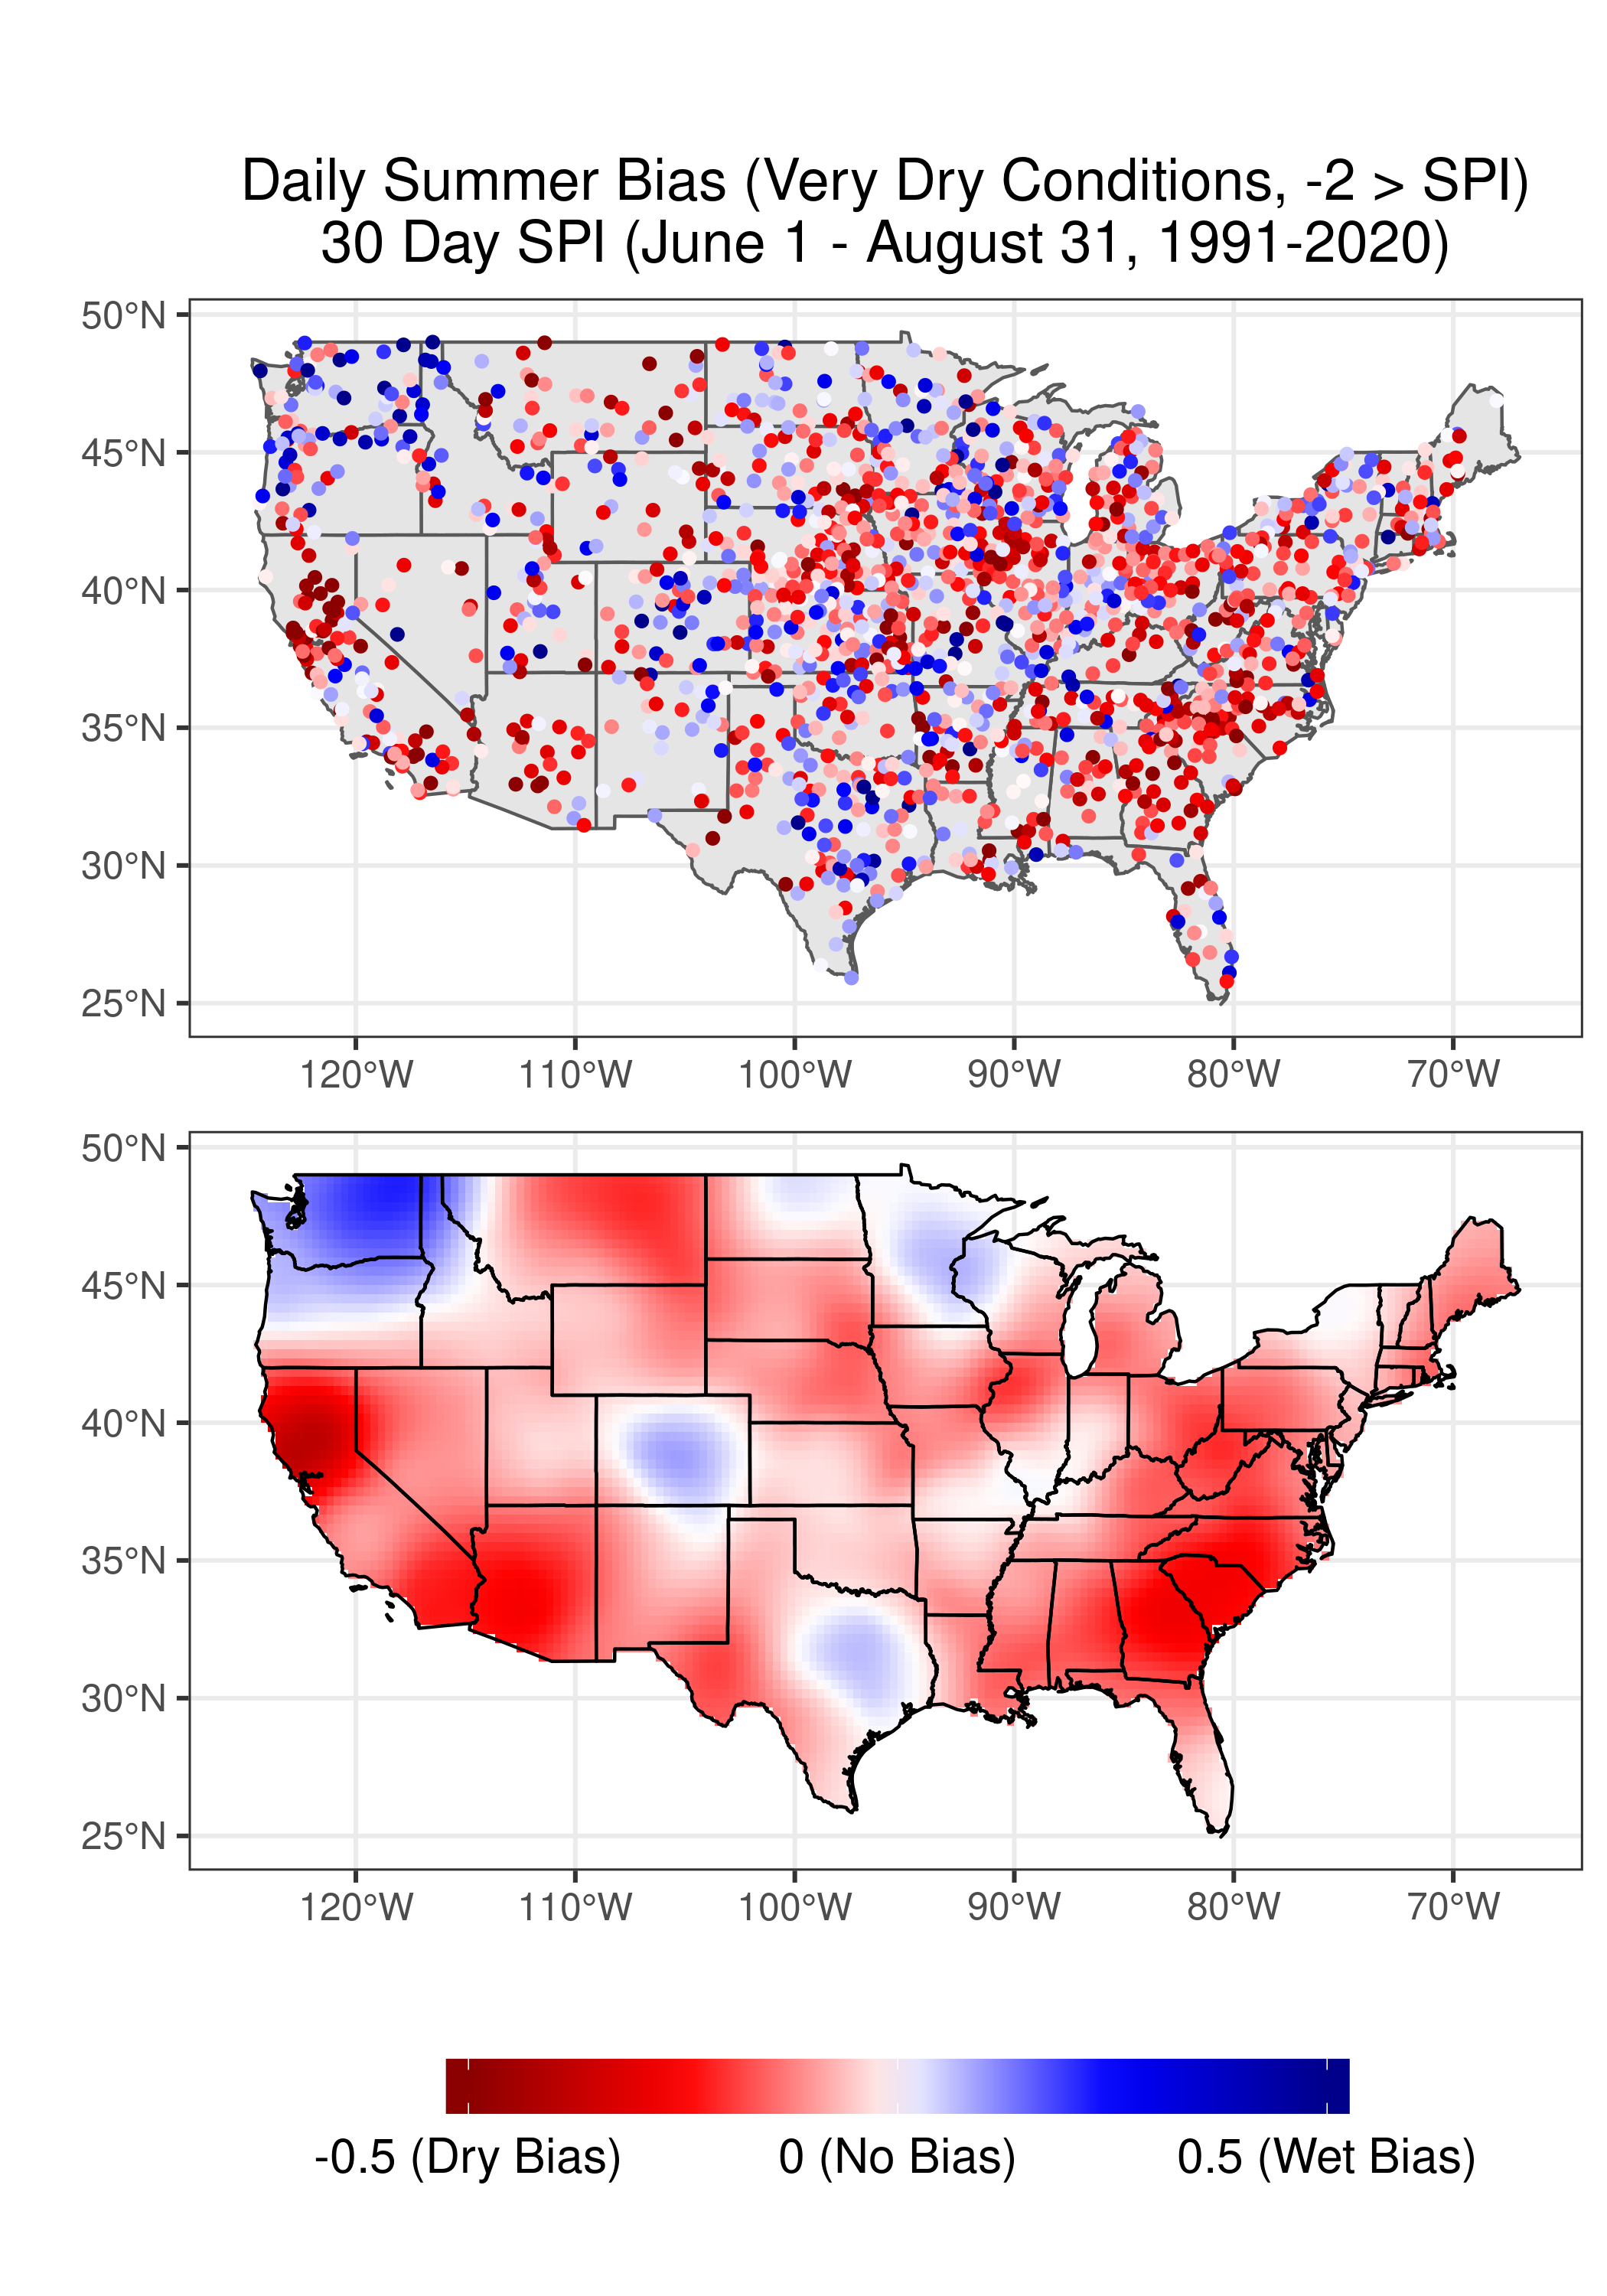 Daily Summer Bias (Very Dry Conditions, -2 > SPI)
30 Day SPI (June 1 - August 31, 1991-2020)
50°N
45°N
40°N
35°N
30°N
25°N
120°W 110°W 100°W 90°W 80°W 70°W
50°N
45°N
40°N
35°N
30°N
25°N
120°W 110°W 100°W 90°W 80°W 70°W
-0.5 (Dry Bias) 0 (No Bias) 0.5 (Wet Bias)